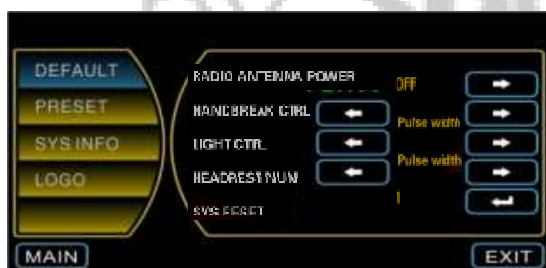 DEFAULT
PRESET
SYS INFO
LOGO
RADIO ANTENNA POWER
OFF
HANDBREAK CTRL
Pulse width
LIGHT CTRL
Pulse width
HEADREST NUM
SYS RESET
MAIN
EXIT